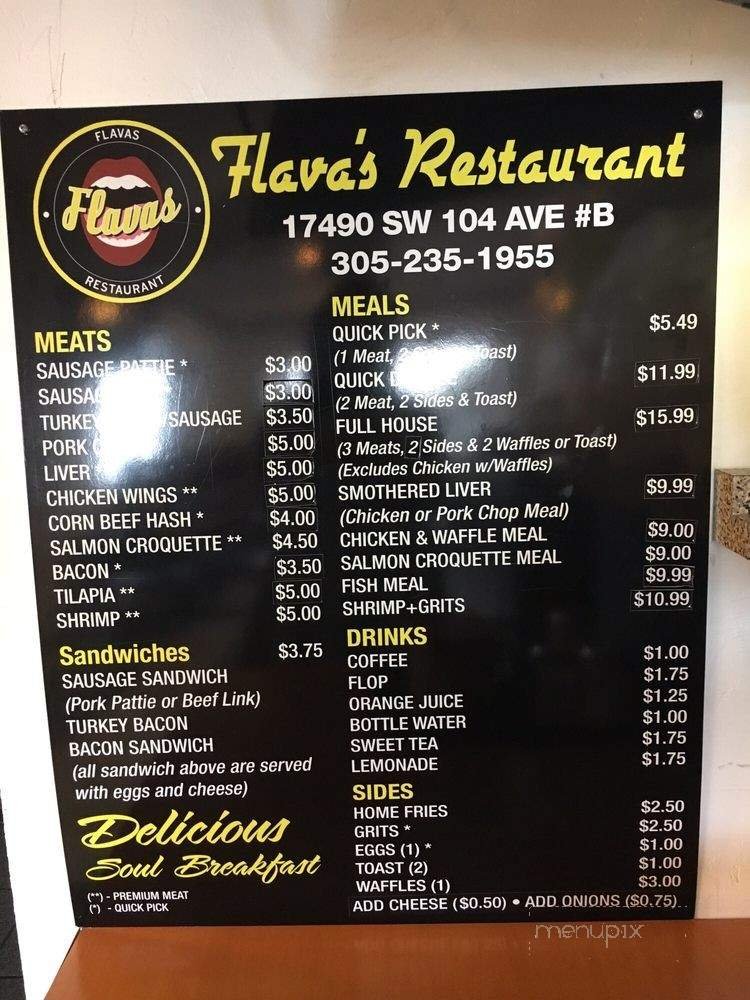 FLAVAS
Flavas
RESTAURANT
Flava's Restaurant
17490 SW 104 AVE #B
305-235-1955
MEATS
SAUSAGE PATTIE * $3.00
$3.00
TURKEY SAUSAGE $3.50
PORK $5.00
LIVER $5.00
CHICKEN WINGS ** $5.00
CORN BEEF HASH * $4.00
SALMON CROQUETTE ** $4.50
BACON * $3.50
TILAPIA ** $5.00
SHRIMP ** $5.00
Sandwiches $3.75
SAUSAGE SANDWICH
(Pork Pattie or Beef Link)
TURKEY BACON
BACON SANDWICH
(all sandwich above are served
with eggs and cheese)
Delicious
Soul Breakfast
(**) - PREMIUM MEAT
(*) - QUICK PICK
MEALS
QUICK PICK * $5.49
(1 Meat, 2
QUICK $11.99
(2 Meat, 2 Sides & Toast)
FULL HOUSE $15.99
(3 Meats, 2 Sides & 2 Waffles or Toast)
(Excludes Chicken w/Waffles)
SMOTHERED LIVER $9.99
(Chicken or Pork Chop Meal)
CHICKEN & WAFFLE MEAL $9.00
SALMON CROQUETTE MEAL $9.00
FISH MEAL $9.99
SHRIMP+GRITS $10.99
DRINKS
COFFEE $1.00
FLOP $1.75
ORANGE JUICE $1.25
BOTTLE WATER $1.00
SWEET TEA $1.75
LEMONADE $1.75
SIDES
HOME FRIES $2.50
GRITS * $2.50
EGGS (1) * $1.00
TOAST (2) $1.00
WAFFLES (1) $3.00
ADD CHEESE ($0.50) • ADD ONIONS ($0.75)
menupix